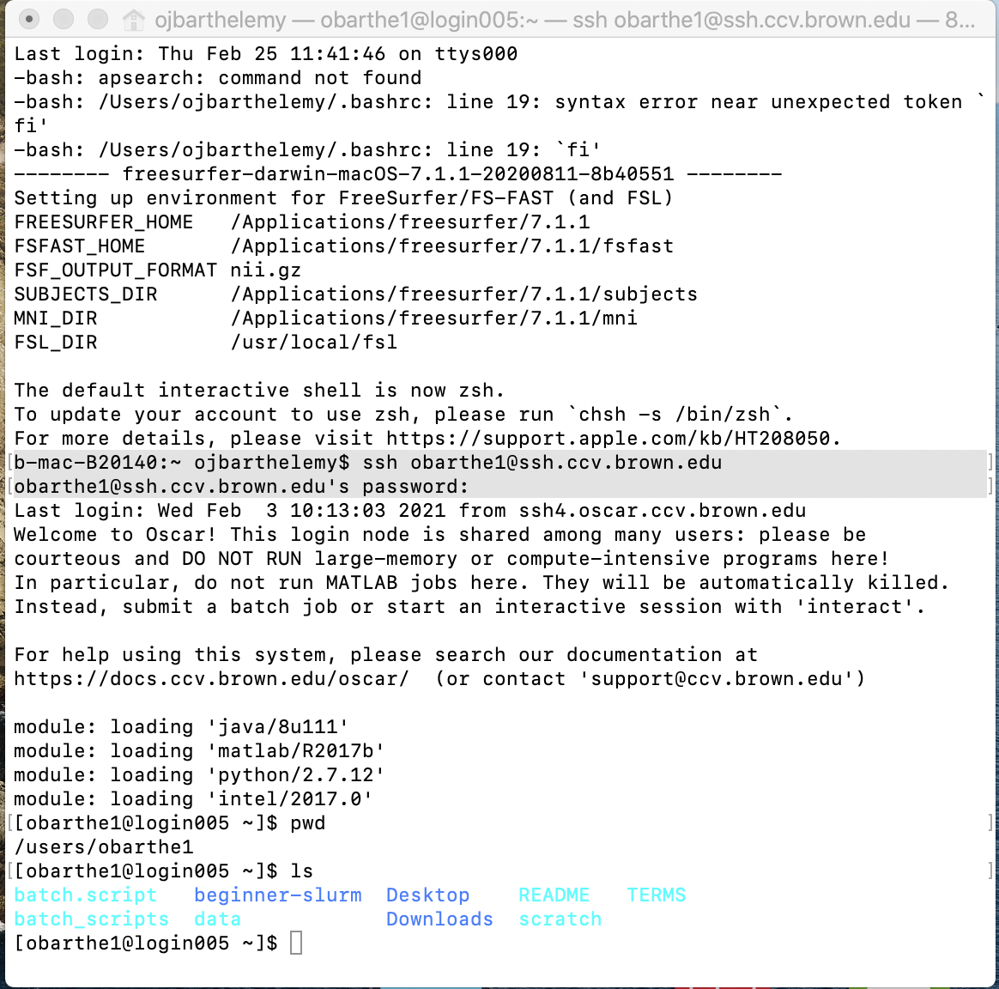 ojbarthelemy — obarthe1@login005:~ — ssh obarthe1@ssh.ccv.brown.edu — 8...
Last login: Thu Feb 25 11:41:46 on ttys000
-bash: apsearch: command not found
-bash: /Users/ojbarthelemy/.bashrc: line 19: syntax error near unexpected token `
fi'
-bash: /Users/ojbarthelemy/.bashrc: line 19: `fi'
-------- freesurfer-darwin-macOS-7.1.1-20200811-8b40551 --------
Setting up environment for FreeSurfer/FS-FAST (and FSL)
FREESURFER_HOME   /Applications/freesurfer/7.1.1
FSFAST_HOME       /Applications/freesurfer/7.1.1/fsfast
FSF_OUTPUT_FORMAT nii.gz
SUBJECTS_DIR      /Applications/freesurfer/7.1.1/subjects
MNI_DIR           /Applications/freesurfer/7.1.1/mni
FSL_DIR           /usr/local/fsl
The default interactive shell is now zsh.
To update your account to use zsh, please run `chsh -s /bin/zsh`.
For more details, please visit https://support.apple.com/kb/HT208050.
[b-mac-B20140:~ ojbarthelemy$ ssh obarthe1@ssh.ccv.brown.edu ]
[obarthe1@ssh.ccv.brown.edu's password: ]
Last login: Wed Feb  3 10:13:03 2021 from ssh4.oscar.ccv.brown.edu
Welcome to Oscar! This login node is shared among many users: please be
courteous and DO NOT RUN large-memory or compute-intensive programs here!
In particular, do not run MATLAB jobs here. They will be automatically killed.
Instead, submit a batch job or start an interactive session with 'interact'.
For help using this system, please search our documentation at
https://docs.ccv.brown.edu/oscar/  (or contact 'support@ccv.brown.edu')
module: loading 'java/8u111'
module: loading 'matlab/R2017b'
module: loading 'python/2.7.12'
module: loading 'intel/2017.0'
[[obarthe1@login005 ~]$ pwd ]
/users/obarthe1
[[obarthe1@login005 ~]$ ls ]
batch.script   beginner-slurm  Desktop    README   TERMS
batch_scripts  data            Downloads  scratch
[obarthe1@login005 ~]$